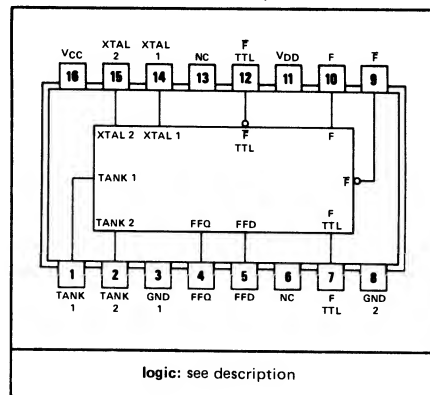 VCC XTAL 2 XTAL 1 NC F̅ TTL VDD F F̅
16 15 14 13 12 11 10 9
XTAL 2 XTAL 1 F̅ TTL F
TANK 1 F̅
TANK 2 FFQ FFD F TTL
1 2 3 4 5 6 7 8
TANK 1 TANK 2 GND 1 FFQ FFD NC F TTL GND 2
logic: see description